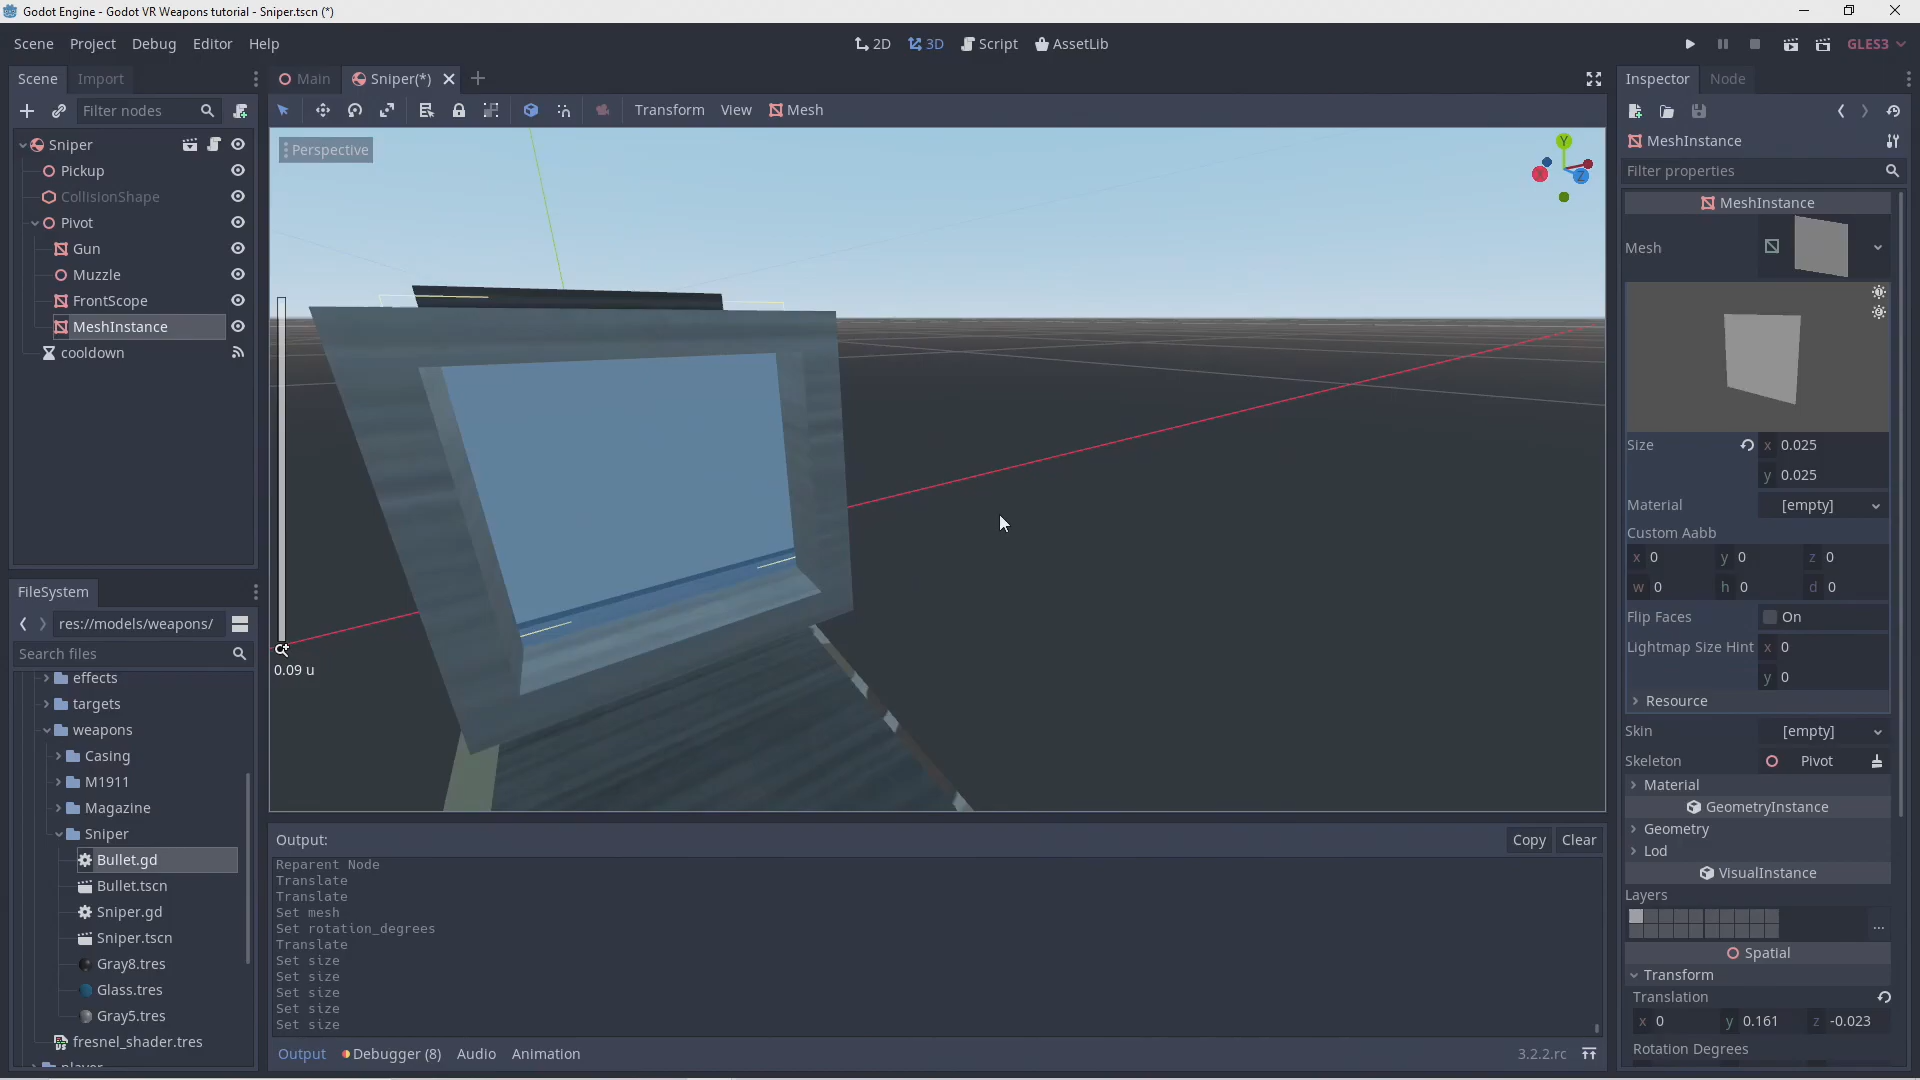 Godot Engine - Godot VR Weapons tutorial - Sniper.tscn (*)
Scene Project Debug Editor Help
2D 3D Script AssetLib
GLES3
Scene Import
Filter nodes
Sniper
Pickup
CollisionShape
Pivot
Gun
Muzzle
FrontScope
MeshInstance
cooldown
FileSystem
res://models/weapons/
Search files
effects
targets
weapons
Casing
M1911
Magazine
Sniper
Bullet.gd
Bullet.tscn
Sniper.gd
Sniper.tscn
Gray8.tres
Glass.tres
Gray5.tres
fresnel_shader.tres
Main Sniper(*)
Transform View Mesh
Perspective
Y
Z
0.09 u
Output:
Copy Clear
Reparent Node
Translate
Translate
Set mesh
Set rotation_degrees
Translate
Set size
Set size
Set size
Set size
Set size
Output Debugger (8) Audio Animation
3.2.2.rc
Inspector Node
MeshInstance
Filter properties
MeshInstance
Mesh
Size x 0.025
y 0.025
Material [empty]
Custom Aabb
x 0 y 0 z 0
w 0 h 0 d 0
Flip Faces On
Lightmap Size Hint x 0
y 0
Resource
Skin [empty]
Skeleton Pivot
Material
GeometryInstance
Geometry
Lod
VisualInstance
Layers
...
Spatial
Transform
Translation
x 0 y 0.161 z -0.023
Rotation Degrees